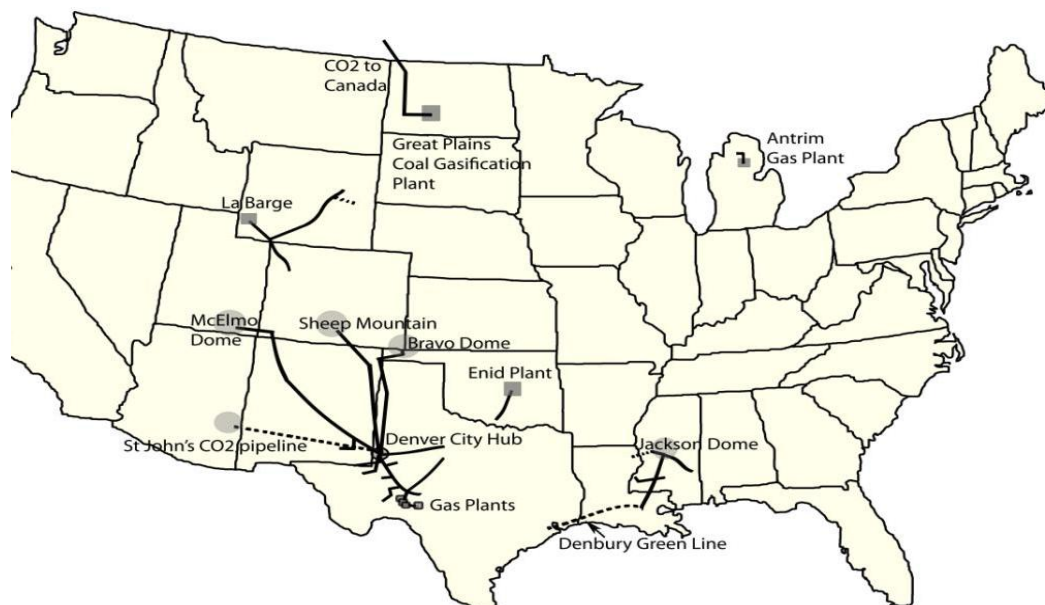 CO2 to
Canada
Antrim
Gas Plant
Great Plains
Coal Gasification
Plant
La Barge
McElmo
Dome
Sheep Mountain
Bravo Dome
Enid Plant
St John's CO2 pipeline
Denver City Hub
Jackson Dome
Gas Plants
Denbury Green Line